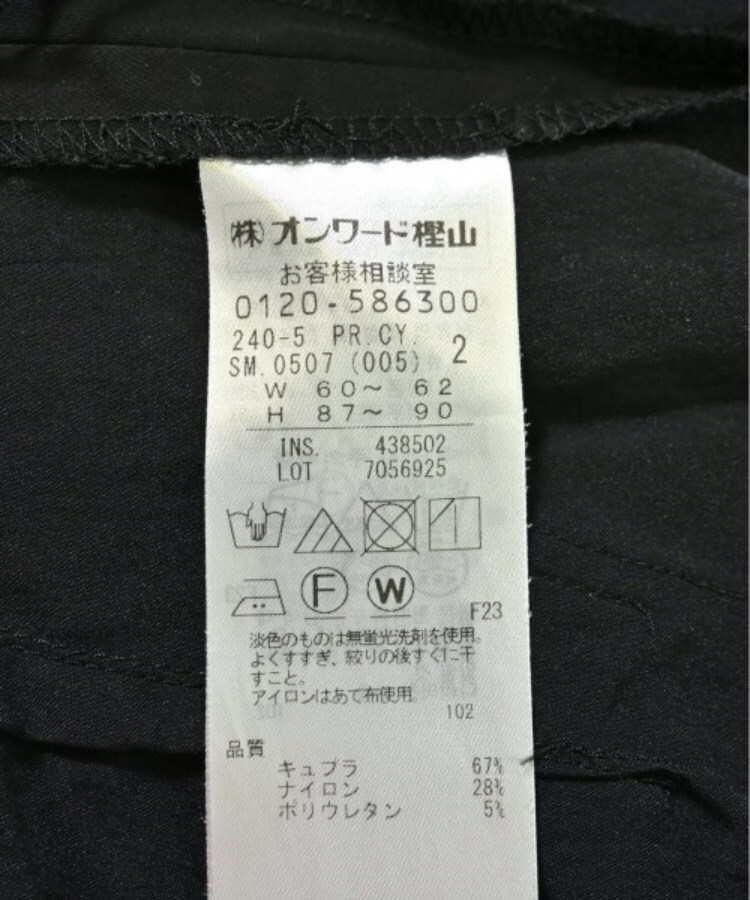 ㈱オンワード樫山
お客様相談室
0120-586300
240-5 PR.CY.
SM.0507 (005) 2
W 60〜 62
H 87〜 90
INS. 438502
LOT 7056925
F W
F23
淡色のものは無蛍光洗剤を使用。
よくすすぎ、絞りの後すぐに干
すこと。
アイロンはあて布使用。
102
品質
キュプラ 67%
ナイロン 28%
ポリウレタン 5%